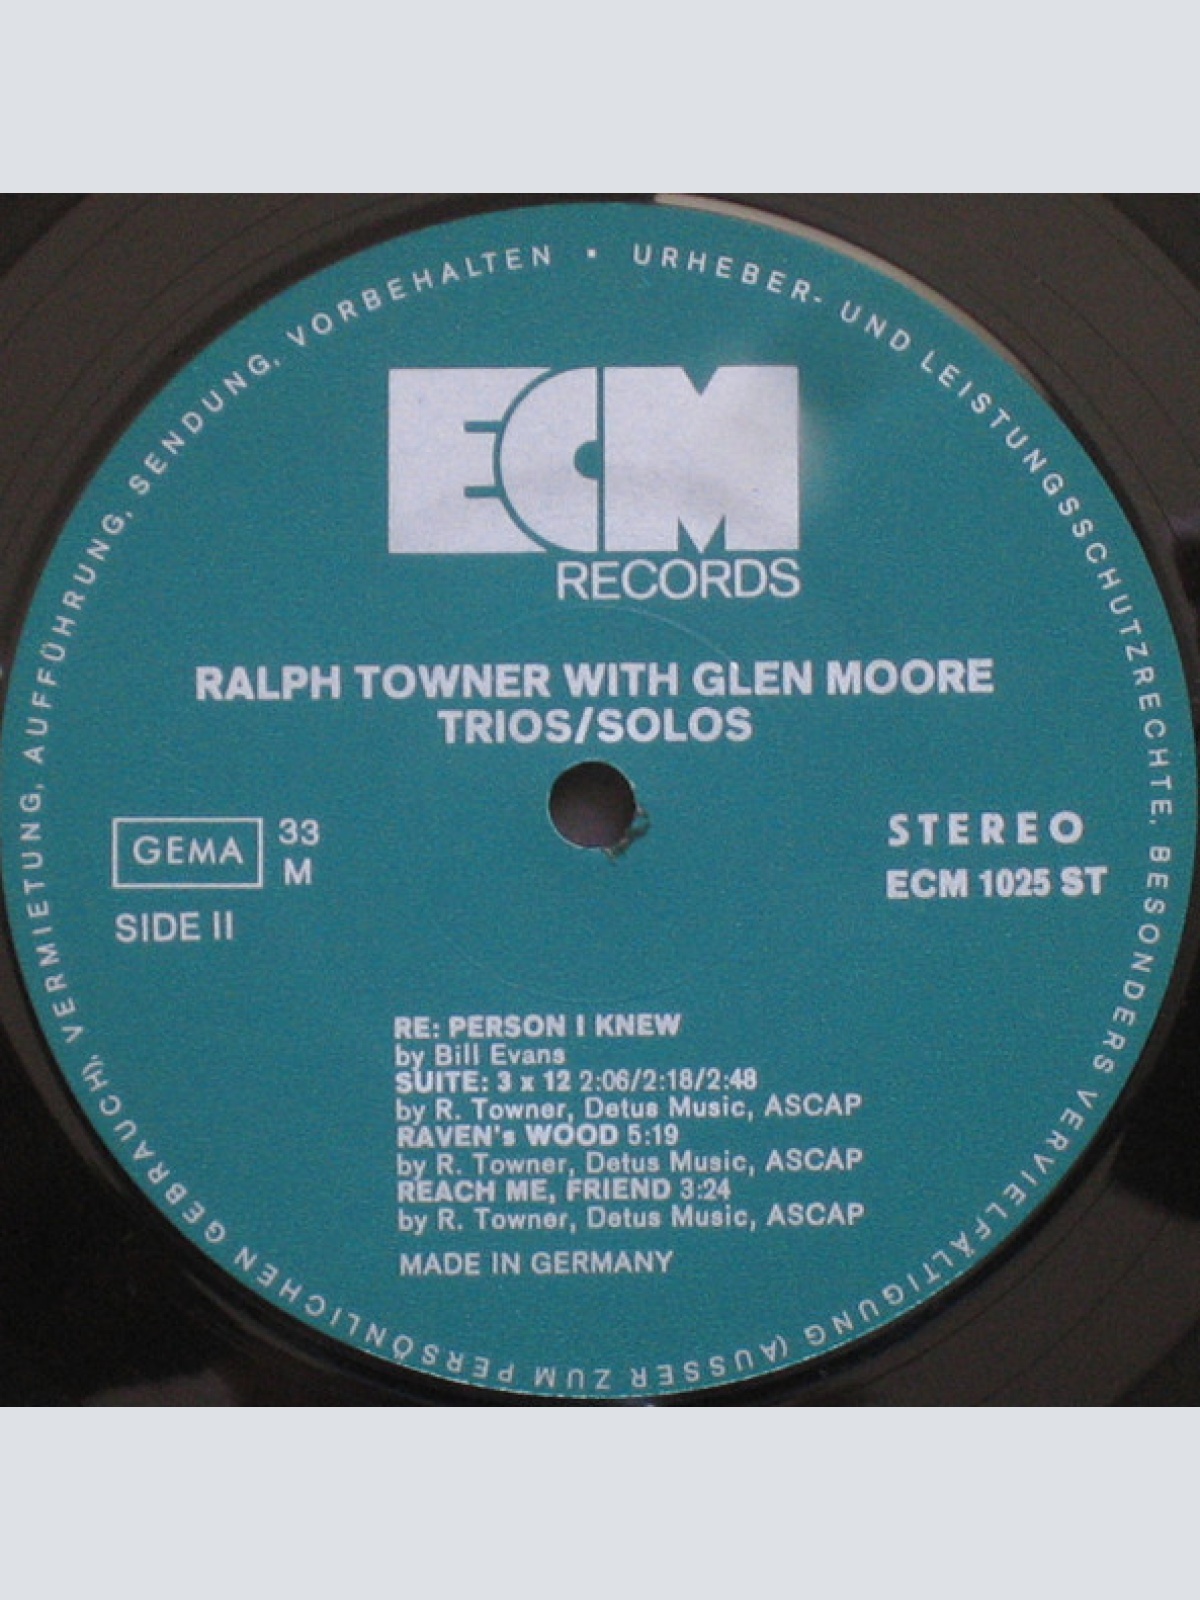 URHEBER- UND LEISTUNGSSCHUTZRECHTE, BESONDERS VERVIELFÄLTIGUNG (AUSSER ZUM PERSÖNLICHEN GEBRAUCH), VERMIETUNG, AUFFÜHRUNG, SENDUNG, VORBEHALTEN •
ECM
RECORDS
RALPH TOWNER WITH GLEN MOORE
TRIOS/SOLOS
GEMA
33
M
SIDE II
STEREO
ECM 1025 ST
RE: PERSON I KNEW
by Bill Evans
SUITE: 3 x 12 2:06/2:18/2:48
by R. Towner, Detus Music, ASCAP
RAVEN's WOOD 5:19
by R. Towner, Detus Music, ASCAP
REACH ME, FRIEND 3:24
by R. Towner, Detus Music, ASCAP
MADE IN GERMANY